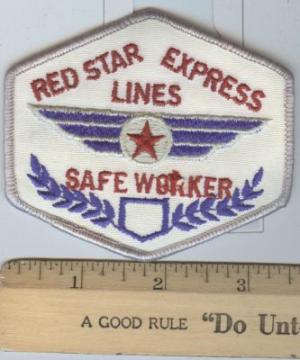 RED STAR EXPRESS
LINES
SAFE WORKER
1 2 3
A GOOD RULE "Do Unt